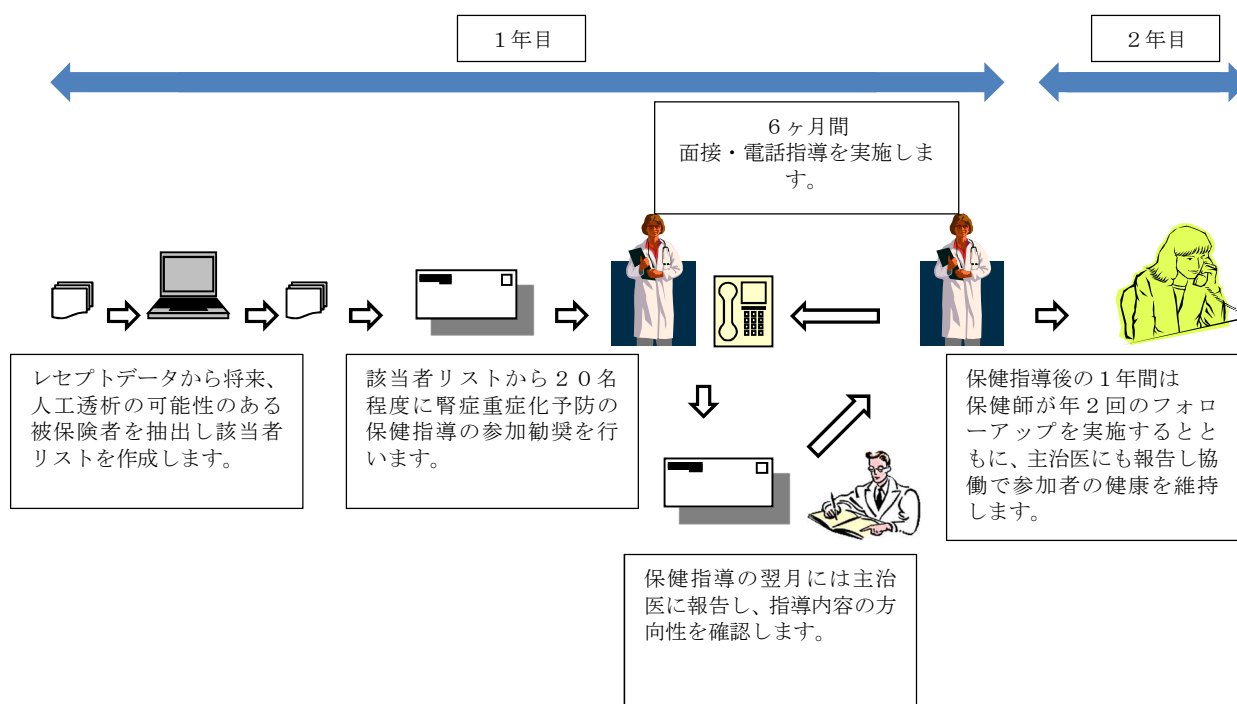 １年目
２年目
６ヶ月間
面接・電話指導を実施しま
す。
レセプトデータから将来、
人工透析の可能性のある
被保険者を抽出し該当者
リストを作成します。
該当者リストから２０名
程度に腎症重症化予防の
保健指導の参加勧奨を行
います。
保健指導後の１年間は
保健師が年２回のフォロ
ーアップを実施するとと
もに、主治医にも報告し協
働で参加者の健康を維持
します。
保健指導の翌月には主治
医に報告し、指導内容の方
向性を確認します。